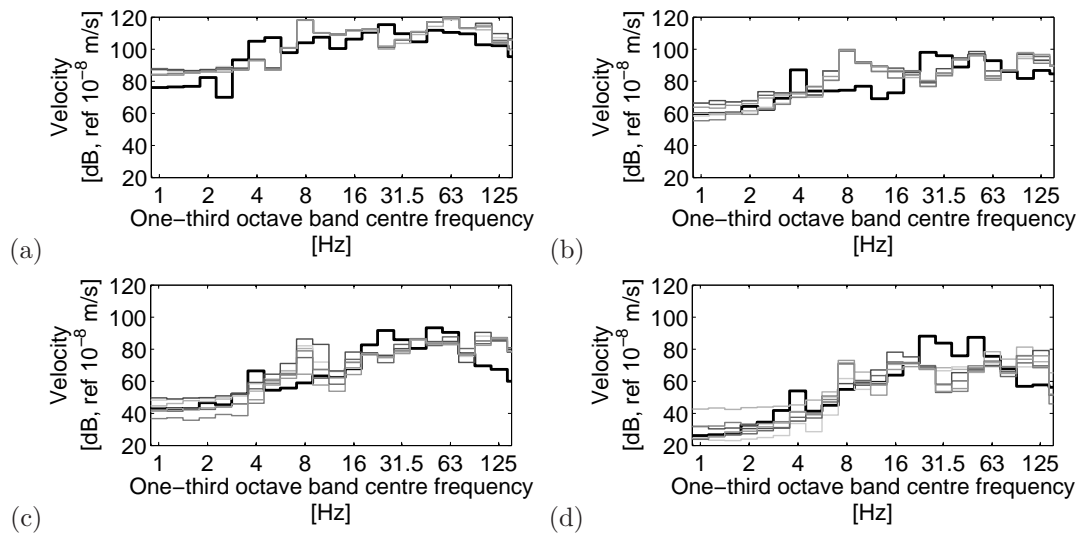 120
100
80
60
40
20
Velocity
[dB, ref 10⁻⁸ m/s]
1 2 4 8 16 31.5 63 125
One−third octave band centre frequency
[Hz]
(a)
120
100
80
60
40
20
Velocity
[dB, ref 10⁻⁸ m/s]
1 2 4 8 16 31.5 63 125
One−third octave band centre frequency
[Hz]
(b)
120
100
80
60
40
20
Velocity
[dB, ref 10⁻⁸ m/s]
1 2 4 8 16 31.5 63 125
One−third octave band centre frequency
[Hz]
(c)
120
100
80
60
40
20
Velocity
[dB, ref 10⁻⁸ m/s]
1 2 4 8 16 31.5 63 125
One−third octave band centre frequency
[Hz]
(d)